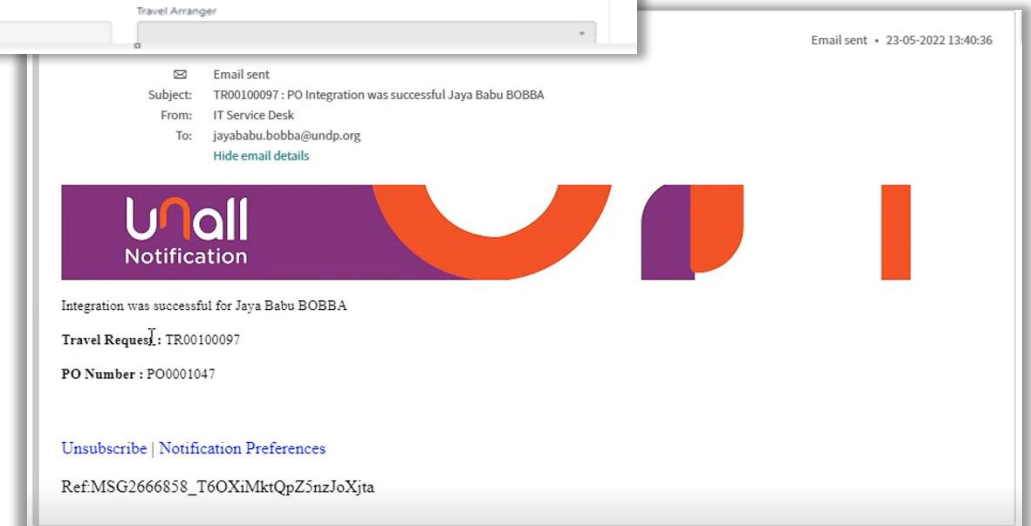 Travel Arranger
Email sent • 23-05-2022 13:40:36
Email sent
Subject: TR00100097 : PO Integration was successful Jaya Babu BOBBA
From: IT Service Desk
To: jayababu.bobba@undp.org
Hide email details
unall
Notification
Integration was successful for Jaya Babu BOBBA
Travel Request : TR00100097
PO Number : PO0001047
Unsubscribe | Notification Preferences
Ref:MSG2666858_T6OXiMktQpZ5nzJoXjta